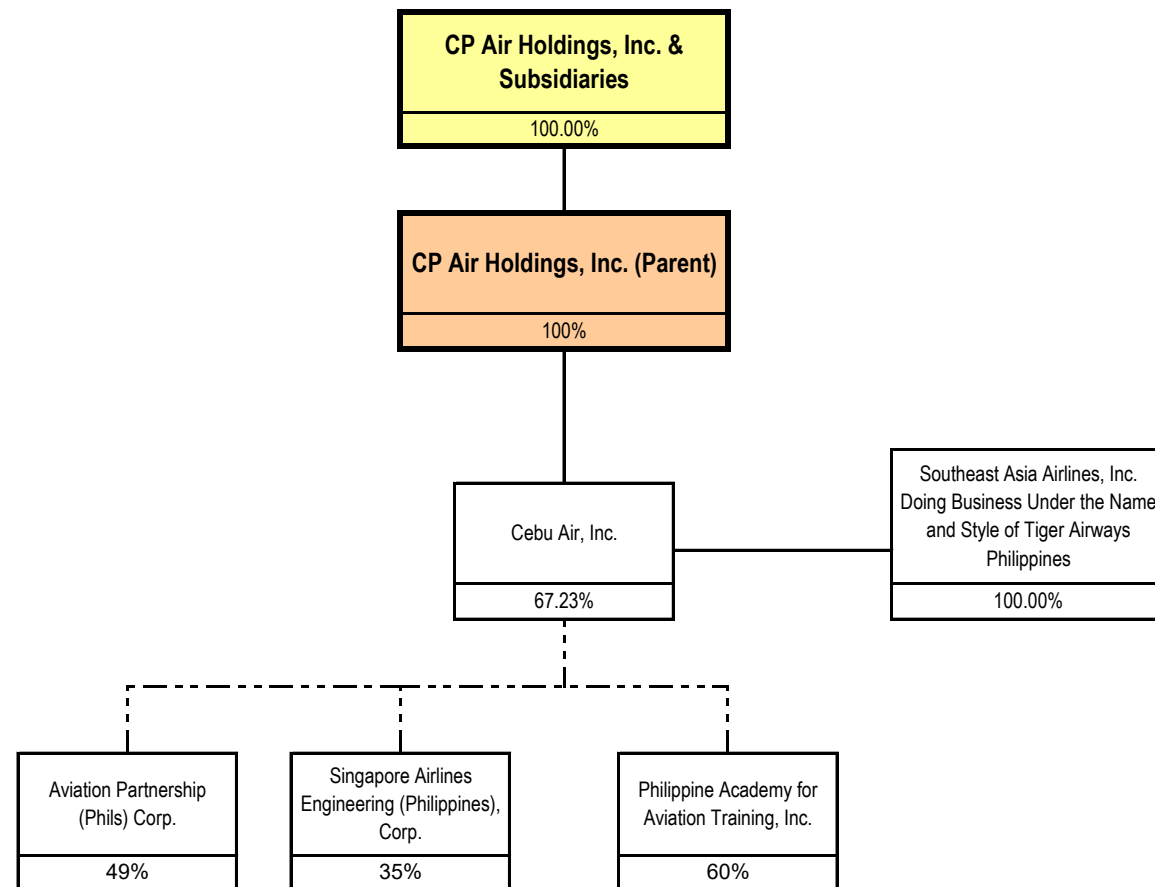 CP Air Holdings, Inc. &
Subsidiaries
100.00%
CP Air Holdings, Inc. (Parent)
100%
Cebu Air, Inc.
67.23%
Southeast Asia Airlines, Inc.
Doing Business Under the Name
and Style of Tiger Airways
Philippines
100.00%
Aviation Partnership
(Phils) Corp.
49%
Singapore Airlines
Engineering (Philippines),
Corp.
35%
Philippine Academy for
Aviation Training, Inc.
60%